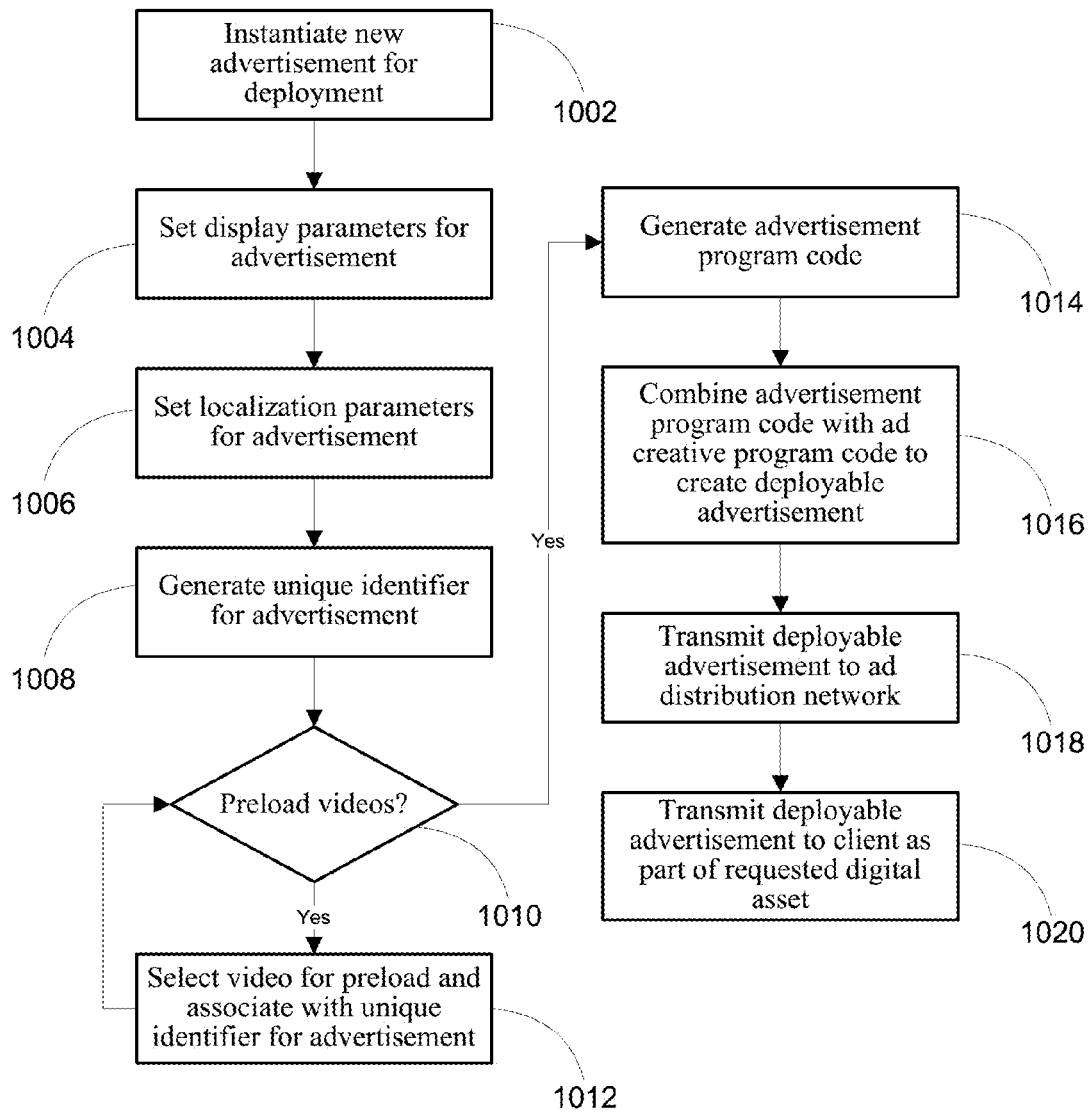 Instantiate new
advertisement for
deployment
1002
Set display parameters for
advertisement
1004
Set localization parameters
for advertisement
1006
Generate unique identifier
for advertisement
1008
Preload videos?
1010
Yes
Yes
Select video for preload and
associate with unique
identifier for advertisement
1012
Generate advertisement
program code
1014
Combine advertisement
program code with ad
creative program code to
create deployable
advertisement
1016
Transmit deployable
advertisement to ad
distribution network
1018
Transmit deployable
advertisement to client as
part of requested digital
asset
1020